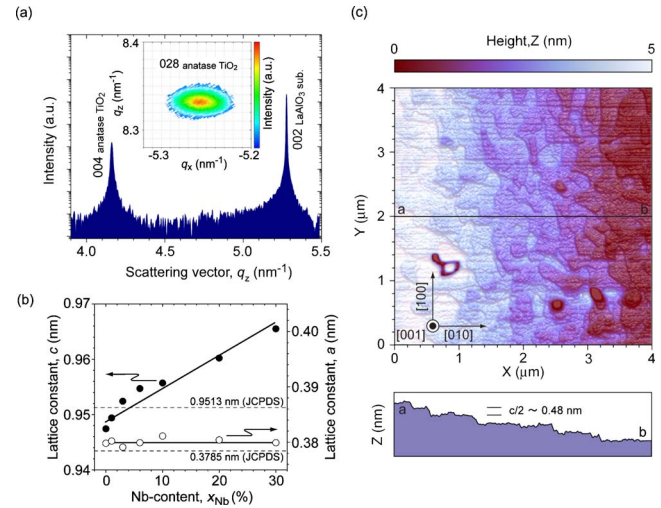 (a)
Intensity (a.u.)
004 anatase TiO2
8.4
8.3
qz (nm-1)
028 anatase TiO2
-5.3
-5.2
qx (nm-1)
Intensity (a.u.)
002 LaAlO3 sub.
4.0
4.5
5.0
5.5
Scattering vector, qz (nm-1)
(b)
0.97
0.96
0.95
0.94
Lattice constant, c (nm)
0.40
0.39
0.38
Lattice constant, a (nm)
0.9513 nm (JCPDS)
0.3785 nm (JCPDS)
0
10
20
30
Nb-content, xNb (%)
(c)
Height,Z (nm)
0
5
4
3
2
1
0
Y (μm)
a
b
[100]
[001]
[010]
0
1
2
3
4
X (μm)
Z (nm)
a
c/2 ～ 0.48 nm
b